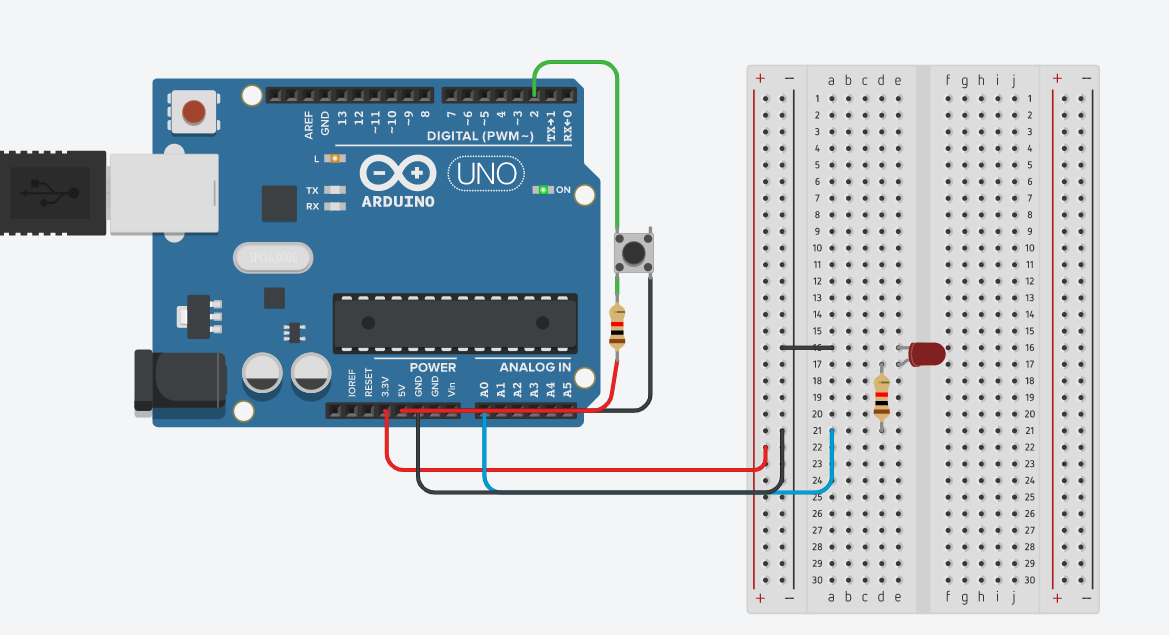 + − a b c d e f g h i j + −
AREF
GND
13
12
~11
~10
~9
8
7
~6
~5
4
~3
2
TX→1
RX←0
DIGITAL (PWM~)
L
TX
RX
UNO
ON
ARDUINO
SPK16.000G
POWER
ANALOG IN
IOREF
RESET
3.3V
5V
GND
GND
Vin
A0
A1
A2
A3
A4
A5
1 1
2 2
3 3
4 4
5 5
6 6
7 7
8 8
9 9
10 10
11 11
12 12
13 13
14 14
15 15
16 16
17 17
18 18
19 19
20 20
21 21
22 22
23 23
24 24
25 25
26 26
27 27
28 28
29 29
30 30
+ − a b c d e f g h i j + −